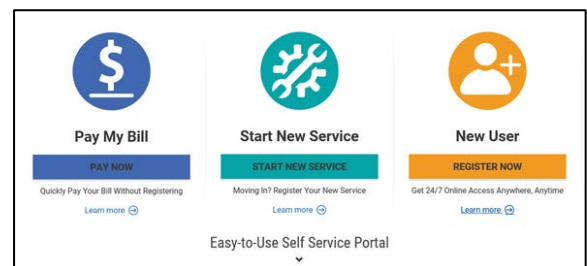 Pay My Bill
PAY NOW
Quickly Pay Your Bill Without Registering
Learn more
Start New Service
START NEW SERVICE
Moving In? Register Your New Service
Learn more
New User
REGISTER NOW
Get 24/7 Online Access Anywhere, Anytime
Learn more
Easy-to-Use Self Service Portal